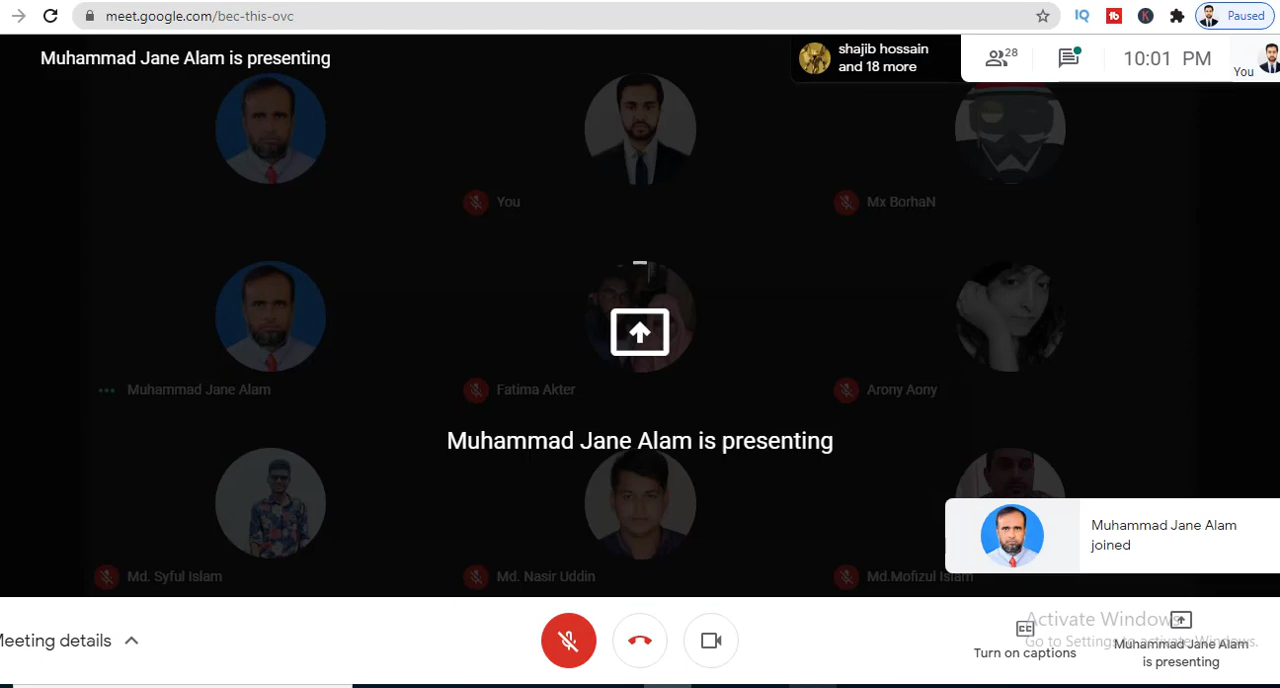 meet.google.com/bec-this-ovc
IQ
K
Paused
Muhammad Jane Alam is presenting
shajib hossain
and 18 more
28
10:01 PM
You
You
Mx BorhaN
Muhammad Jane Alam
Fatima Akter
Arony Aony
Muhammad Jane Alam is presenting
Muhammad Jane Alam
joined
Md. Syful Islam
Md. Nasir Uddin
Md.Mofizul Islam
Meeting details
CC
Turn on captions
Activate Windows
Go to Settings to activate Windows.
Muhammad Jane Alam
is presenting